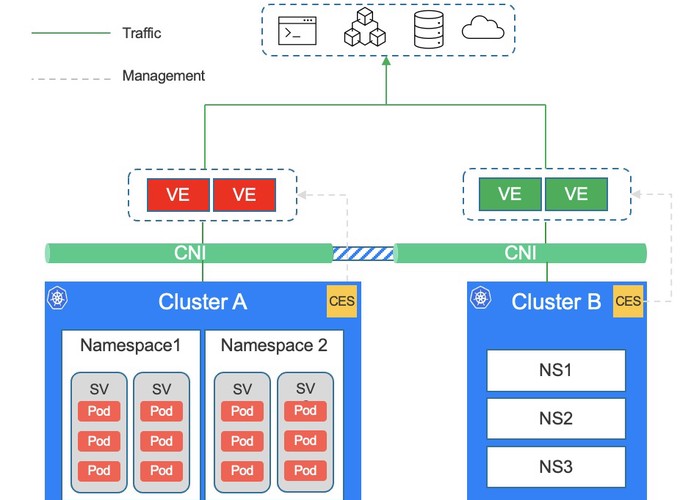 Traffic
Management
>_
VE VE
VE VE
CNI
CNI
Cluster A
CES
Cluster B
CES
Namespace1
Namespace 2
SV
SV
SV
SV
Pod
Pod
Pod
Pod
Pod
Pod
Pod
Pod
Pod
Pod
Pod
Pod
NS1
NS2
NS3